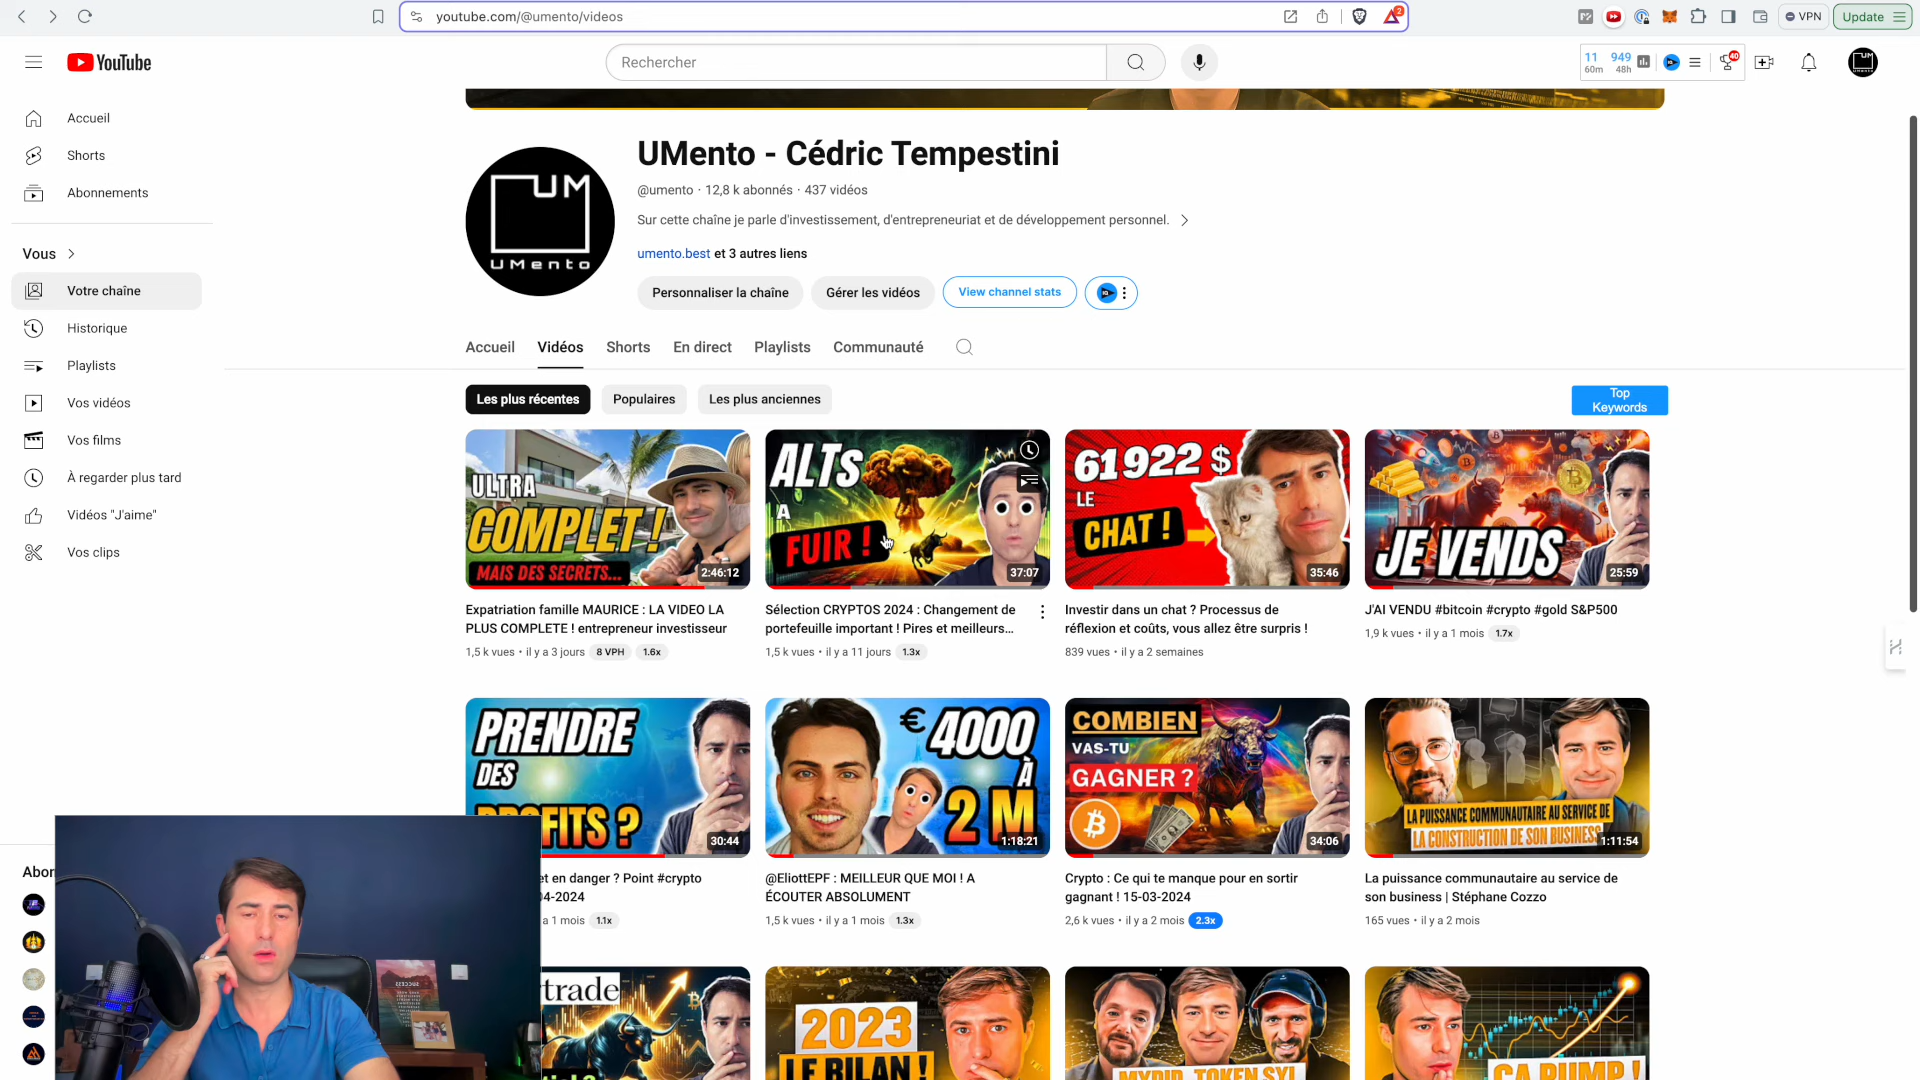 youtube.com/@umento/videos
2
VPN
Update
YouTube
Rechercher
11
60m
949
48h
40
UM
UMento
Accueil
Shorts
Abonnements
Vous
Votre chaîne
Historique
Playlists
Vos vidéos
Vos films
À regarder plus tard
Vidéos "J'aime"
Vos clips
UM
UMento
UMento - Cédric Tempestini
@umento · 12,8 k abonnés · 437 vidéos
Sur cette chaîne je parle d'investissement, d'entrepreneuriat et de développement personnel.
umento.best et 3 autres liens
Personnaliser la chaîne
Gérer les vidéos
View channel stats
Accueil
Vidéos
Shorts
En direct
Playlists
Communauté
Les plus récentes
Populaires
Les plus anciennes
Top
Keywords
ULTRA
COMPLET !
MAIS DES SECRETS...
2:46:12
Expatriation famille MAURICE : LA VIDEO LA
PLUS COMPLETE ! entrepreneur investisseur
1,5 k vues • il y a 3 jours 8 VPH 1.6x
ALTs
A
FUIR !
37:07
Sélection CRYPTOS 2024 : Changement de
portefeuille important ! Pires et meilleurs...
1,5 k vues • il y a 11 jours 1.3x
61 922 $
LE
CHAT !
35:46
Investir dans un chat ? Processus de
réflexion et coûts, vous allez être surpris !
839 vues • il y a 2 semaines
JE VENDS
25:59
J'AI VENDU #bitcoin #crypto #gold S&P500
1,9 k vues • il y a 1 mois 1.7x
PRENDRE
DES
FITS ?
30:44
et en danger ? Point #crypto
04-2024
a 1 mois 1.1x
€ 4000
À
2 M
1:18:21
@EliottEPF : MEILLEUR QUE MOI ! A
ÉCOUTER ABSOLUMENT
1,5 k vues • il y a 1 mois 1.3x
COMBIEN
VAS-TU
GAGNER ?
34:06
Crypto : Ce qui te manque pour en sortir
gagnant ! 15-03-2024
2,6 k vues • il y a 2 mois 2.3x
LA PUISSANCE COMMUNAUTAIRE AU SERVICE DE
LA CONSTRUCTION DE SON BUSINESS
1:11:54
La puissance communautaire au service de
son business | Stéphane Cozzo
165 vues • il y a 2 mois
Abon
SUCCESS
trade
2023
LE BILAN !
MYDID, TOKEN SYL
ÇA PUMP !